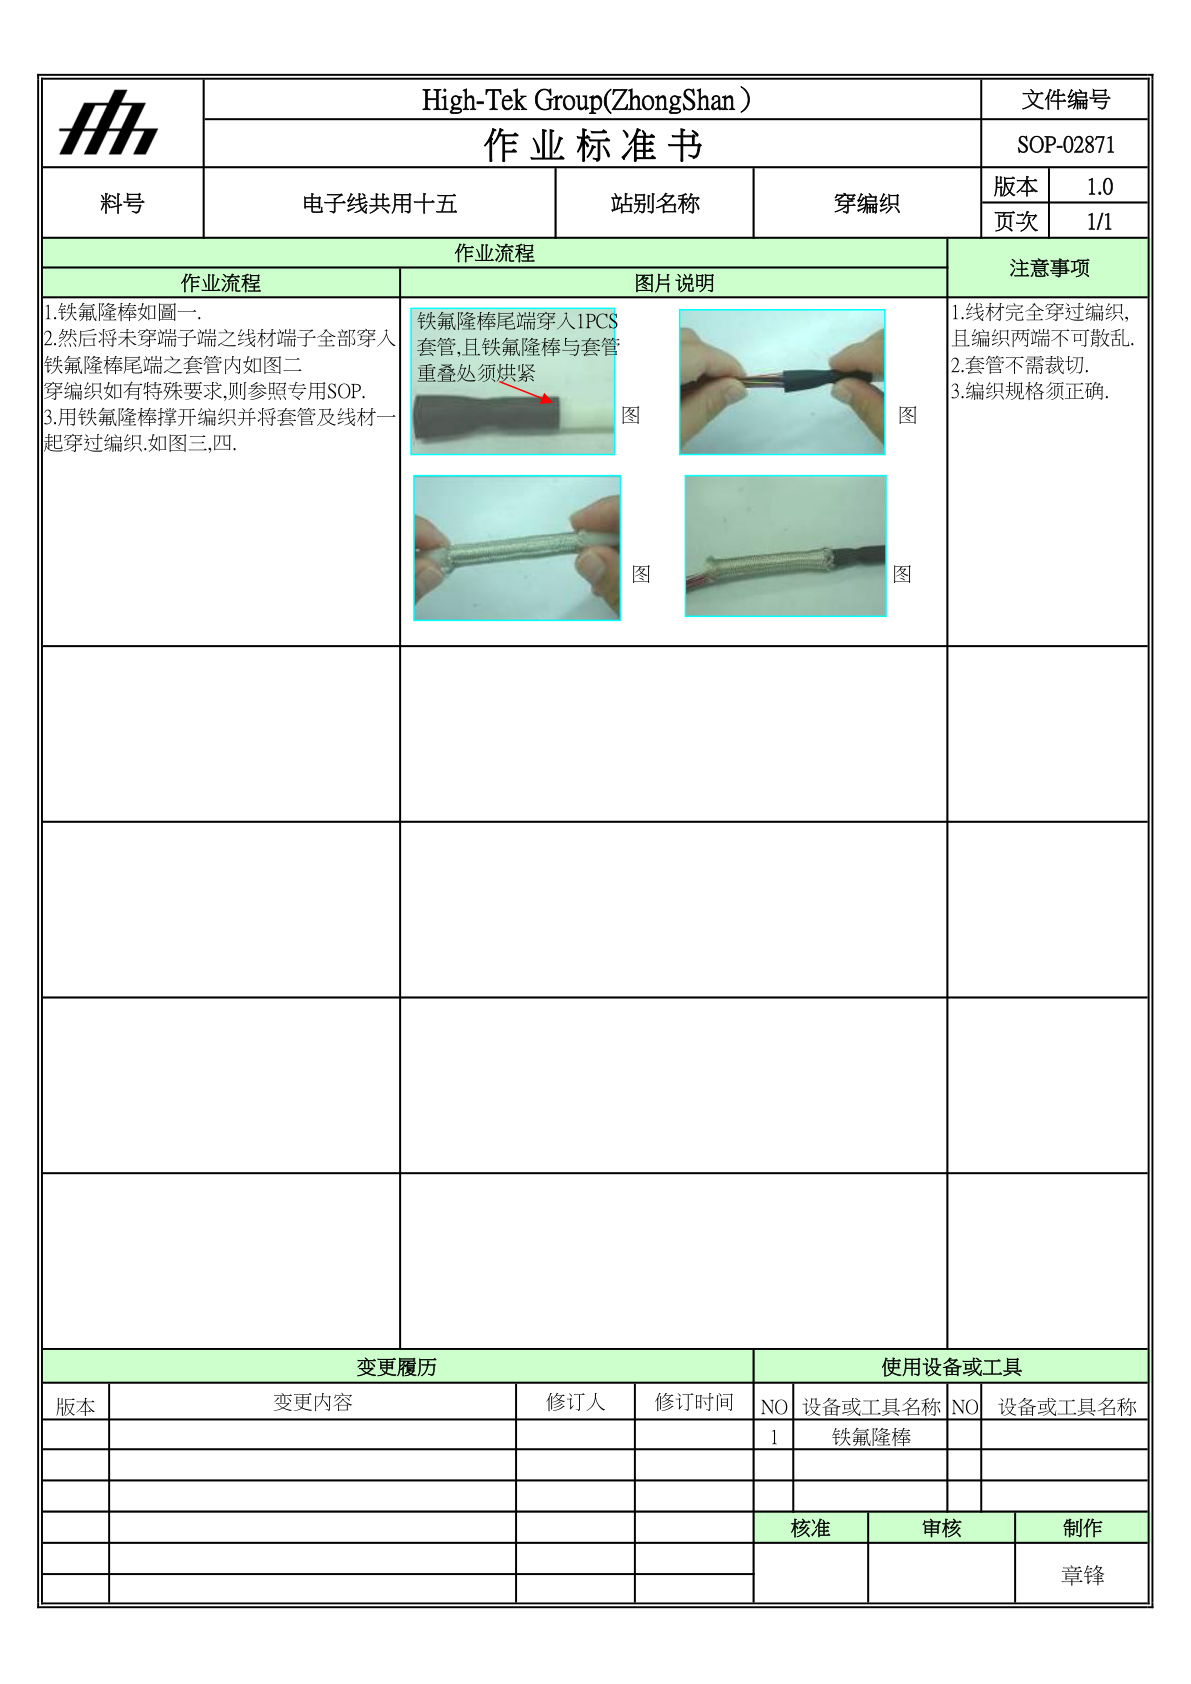 High-Tek Group(ZhongShan）
文件编号
作 业 标 准 书
SOP-02871
料号
电子线共用十五
站别名称
穿编织
版本
1.0
页次
1/1
作业流程
注意事项
作业流程
图片说明
1.铁氟隆棒如圖一.
2.然后将未穿端子端之线材端子全部穿入
铁氟隆棒尾端之套管内如图二
穿编织如有特殊要求,则参照专用SOP.
3.用铁氟隆棒撑开编织并将套管及线材一
起穿过编织.如图三,四.
铁氟隆棒尾端穿入1PCS
套管,且铁氟隆棒与套管
重叠处须烘紧
图
图
图
图
1.线材完全穿过编织,
且编织两端不可散乱.
2.套管不需裁切.
3.编织规格须正确.
变更履历
使用设备或工具
版本
变更内容
修订人
修订时间
NO
设备或工具名称
NO
设备或工具名称
1
铁氟隆棒
核准
审核
制作
章锋